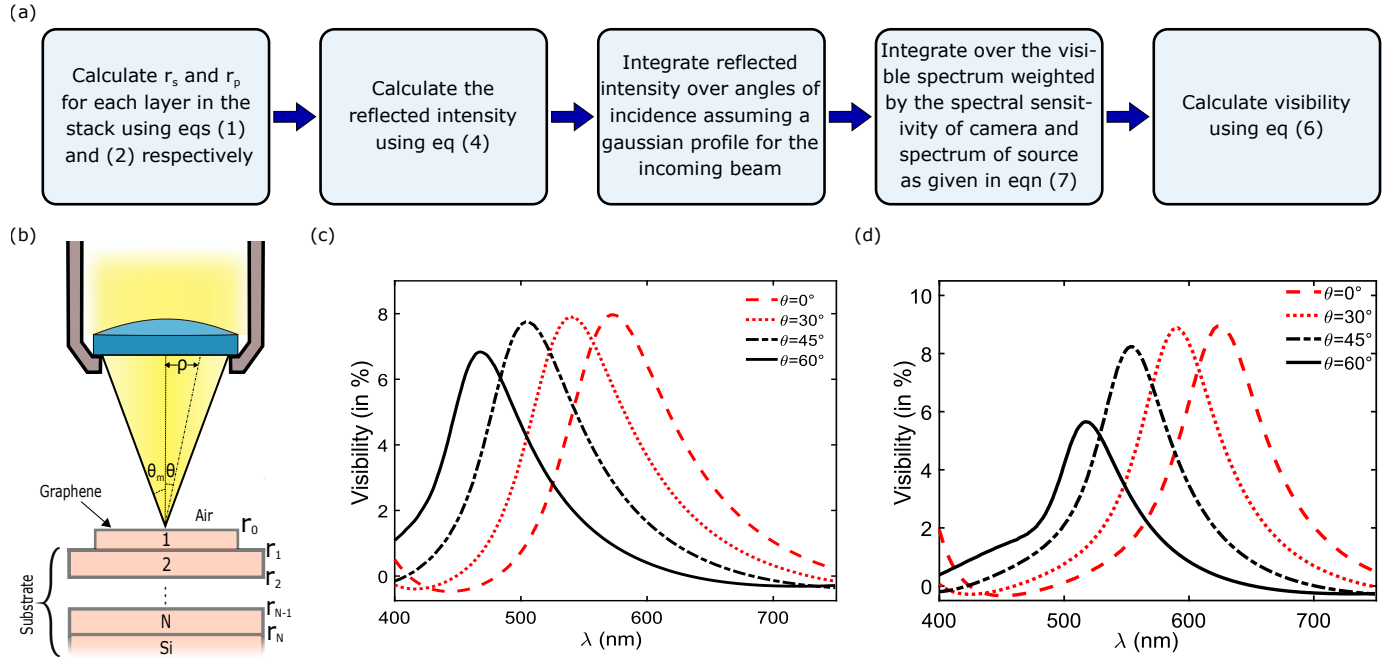 (a)
Calculate r_s and r_p
for each layer in the
stack using eqs (1)
and (2) respectively
Calculate the
reflected intensity
using eq (4)
Integrate reflected
intensity over angles of
incidence assuming a
gaussian profile for the
incoming beam
Integrate over the visi-
ble spectrum weighted
by the spectral sensit-
ivity of camera and
spectrum of source
as given in eqn (7)
Calculate visibility
using eq (6)
(b)
ρ
θ_m θ
Graphene
Air
r_0
1
r_1
2
r_2
r_N-1
N
r_N
Si
Substrate
(c)
Visibility (in %)
8
6
4
2
0
400
500
600
700
λ (nm)
θ=0°
θ=30°
θ=45°
θ=60°
(d)
Visibility (in %)
10
8
6
4
2
0
400
500
600
700
λ (nm)
θ=0°
θ=30°
θ=45°
θ=60°